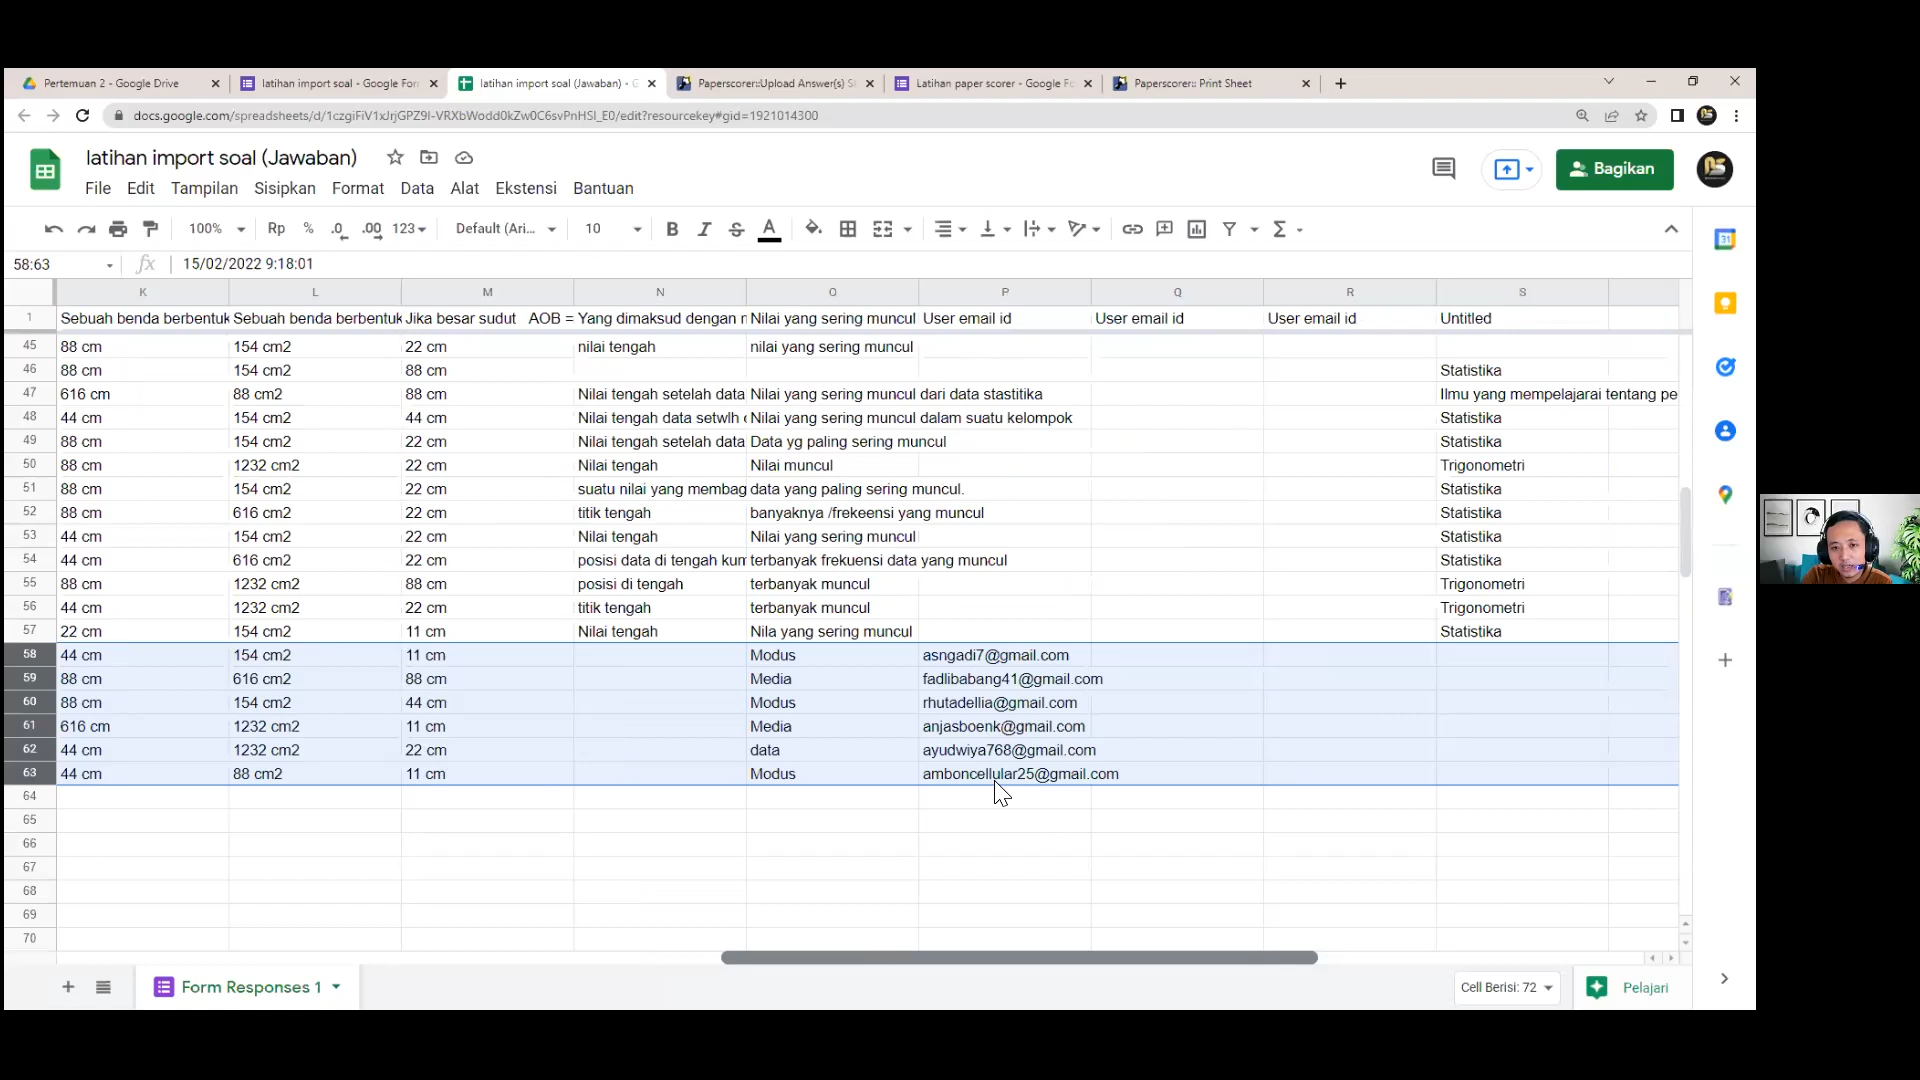 Pertemuan 2 - Google Drive
latihan import soal - Google For
latihan import soal (Jawaban) - G
Paperscorer::Upload Answer(s) S
Latihan paper scorer - Google Fo
Paperscorer:: Print Sheet
docs.google.com/spreadsheets/d/1czgiFiV1xJrjGPZ9I-VRXbWodd0kZw0C6svPnHSl_E0/edit?resourcekey#gid=1921014300
latihan import soal (Jawaban)
File Edit Tampilan Sisipkan Format Data Alat Ekstensi Bantuan
Bagikan
100% Rp % .0 .00 123 Default (Ari... 10 B I S A
58:63 fx 15/02/2022 9:18:01
K L M N O P Q R S
1 Sebuah benda berbentuk Sebuah benda berbentuk Jika besar sudut AOB = Yang dimaksud dengan m Nilai yang sering muncul User email id User email id User email id Untitled
45 88 cm 154 cm2 22 cm nilai tengah nilai yang sering muncul
46 88 cm 154 cm2 88 cm Statistika
47 616 cm 88 cm2 88 cm Nilai tengah setelah data Nilai yang sering muncul dari data stastitika Ilmu yang mempelajarai tentang pe
48 44 cm 154 cm2 44 cm Nilai tengah data setwlh d Nilai yang sering muncul dalam suatu kelompok Statistika
49 88 cm 154 cm2 22 cm Nilai tengah setelah data Data yg paling sering muncul Statistika
50 88 cm 1232 cm2 22 cm Nilai tengah Nilai muncul Trigonometri
51 88 cm 154 cm2 22 cm suatu nilai yang membag data yang paling sering muncul. Statistika
52 88 cm 616 cm2 22 cm titik tengah banyaknya /frekeensi yang muncul Statistika
53 44 cm 154 cm2 22 cm Nilai tengah Nilai yang sering muncul Statistika
54 44 cm 616 cm2 22 cm posisi data di tengah kum terbanyak frekuensi data yang muncul Statistika
55 88 cm 1232 cm2 88 cm posisi di tengah terbanyak muncul Trigonometri
56 44 cm 1232 cm2 22 cm titik tengah terbanyak muncul Trigonometri
57 22 cm 154 cm2 11 cm Nilai tengah Nila yang sering muncul Statistika
58 44 cm 154 cm2 11 cm Modus asngadi7@gmail.com
59 88 cm 616 cm2 88 cm Media fadlibabang41@gmail.com
60 88 cm 154 cm2 44 cm Modus rhutadellia@gmail.com
61 616 cm 1232 cm2 11 cm Media anjasboenk@gmail.com
62 44 cm 1232 cm2 22 cm data ayudwiya768@gmail.com
63 44 cm 88 cm2 11 cm Modus amboncellular25@gmail.com
64
65
66
67
68
69
70
Form Responses 1
Cell Berisi: 72
Pelajari
31